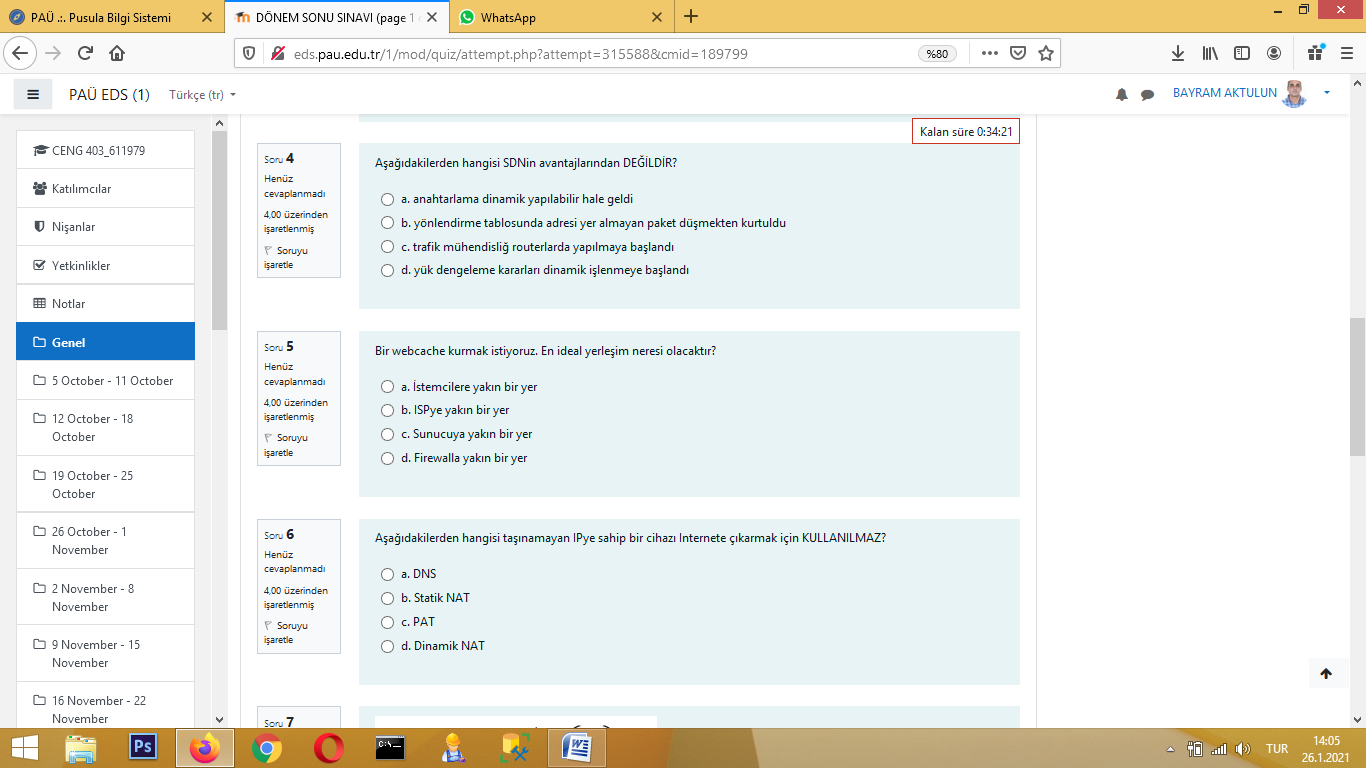 PAÜ .:. Pusula Bilgi Sistemi
DÖNEM SONU SINAVI (page 1
WhatsApp
eds.pau.edu.tr/1/mod/quiz/attempt.php?attempt=315588&cmid=189799
%80
PAÜ EDS (1)
Türkçe (tr)
BAYRAM AKTULUN
Kalan süre 0:34:21
CENG 403_611979
Katılımcılar
Nişanlar
Yetkinlikler
Notlar
Genel
5 October - 11 October
12 October - 18
October
19 October - 25
October
26 October - 1
November
2 November - 8
November
9 November - 15
November
16 November - 22
November
Soru 4
Henüz
cevaplanmadı
4,00 üzerinden
işaretlenmiş
Soruyu
işaretle
Aşağıdakilerden hangisi SDNin avantajlarından DEĞİLDİR?
a. anahtarlama dinamik yapılabilir hale geldi
b. yönlendirme tablosunda adresi yer almayan paket düşmekten kurtuldu
c. trafik mühendisliğ routerlarda yapılmaya başlandı
d. yük dengeleme kararları dinamik işlenmeye başlandı
Soru 5
Henüz
cevaplanmadı
4,00 üzerinden
işaretlenmiş
Soruyu
işaretle
Bir webcache kurmak istiyoruz. En ideal yerleşim neresi olacaktır?
a. İstemcilere yakın bir yer
b. ISPye yakın bir yer
c. Sunucuya yakın bir yer
d. Firewalla yakın bir yer
Soru 6
Henüz
cevaplanmadı
4,00 üzerinden
işaretlenmiş
Soruyu
işaretle
Aşağıdakilerden hangisi taşınamayan IPye sahip bir cihazı Internete çıkarmak için KULLANILMAZ?
a. DNS
b. Statik NAT
c. PAT
d. Dinamik NAT
Soru 7
Ps
C:\
TUR
14:05
26.1.2021